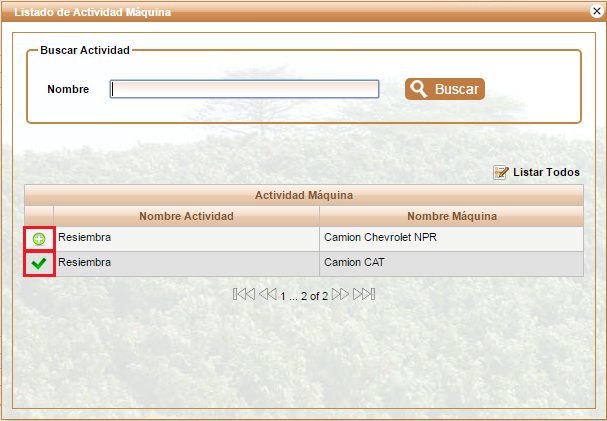 Listado de Actividad Máquina
Buscar Actividad
Nombre
Buscar
Listar Todos
Actividad Máquina
Nombre Actividad Nombre Máquina
Resiembra Camion Chevrolet NPR
Resiembra Camion CAT
1 ... 2 of 2